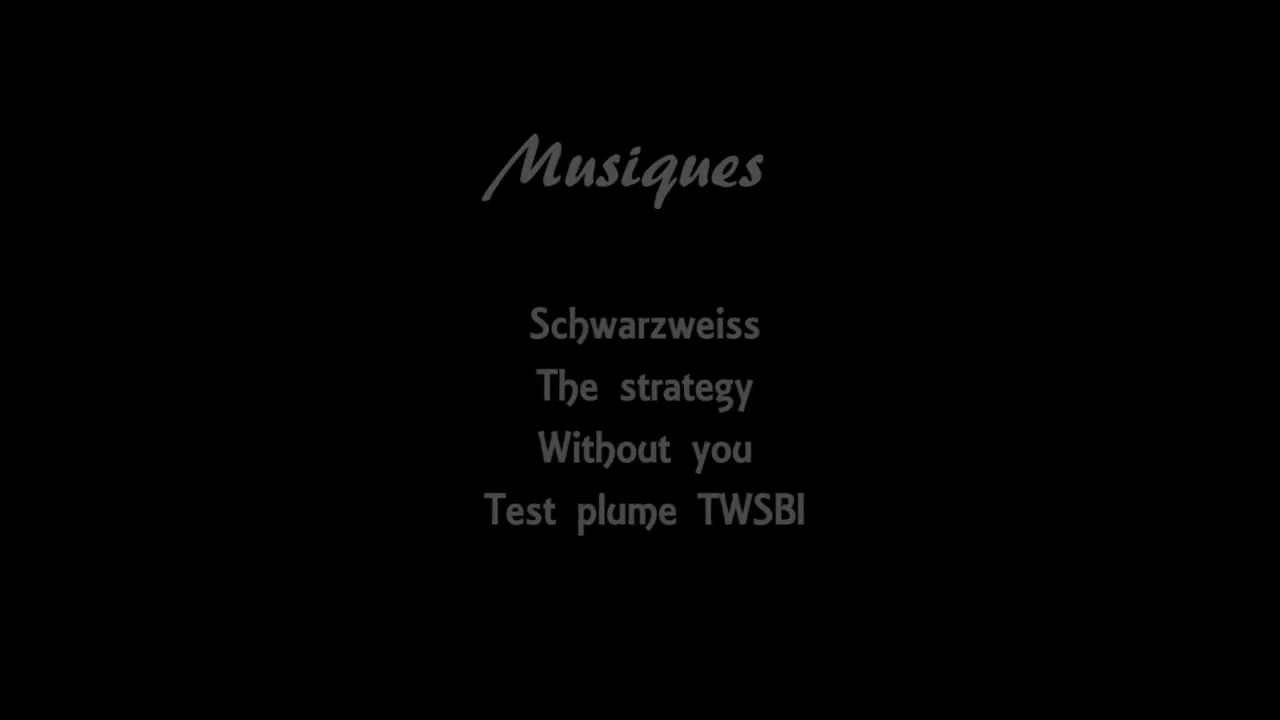 Musiques
Schwarzweiss
The strategy
Without you
Test plume TWSBI